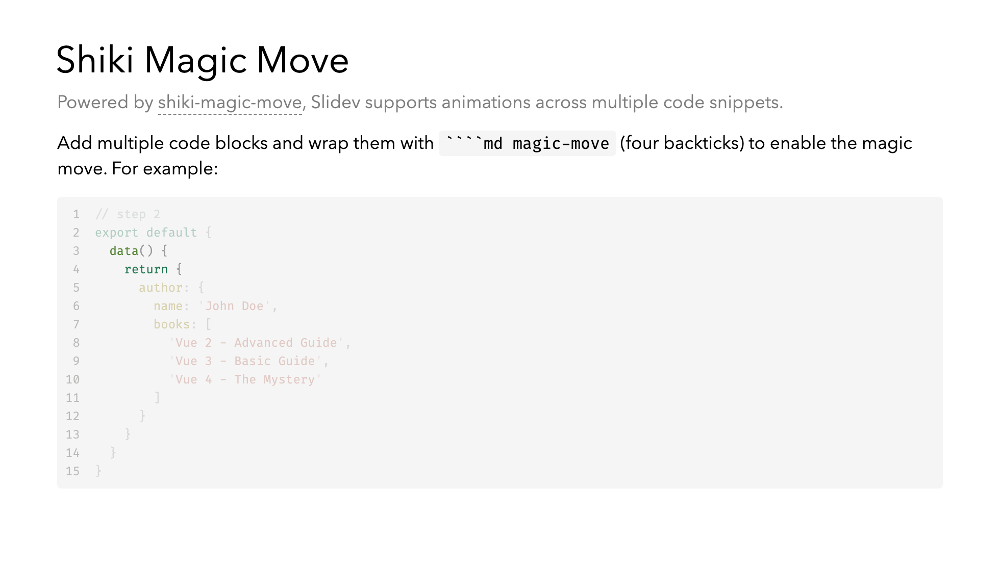 Shiki Magic Move
Powered by shiki-magic-move, Slidev supports animations across multiple code snippets.
Add multiple code blocks and wrap them with ````md magic-move (four backticks) to enable the magic
move. For example:
1 // step 2
2 export default {
3   data() {
4     return {
5       author: {
6         name: 'John Doe',
7         books: [
8           'Vue 2 - Advanced Guide',
9           'Vue 3 - Basic Guide',
10           'Vue 4 - The Mystery'
11         ]
12       }
13     }
14   }
15 }